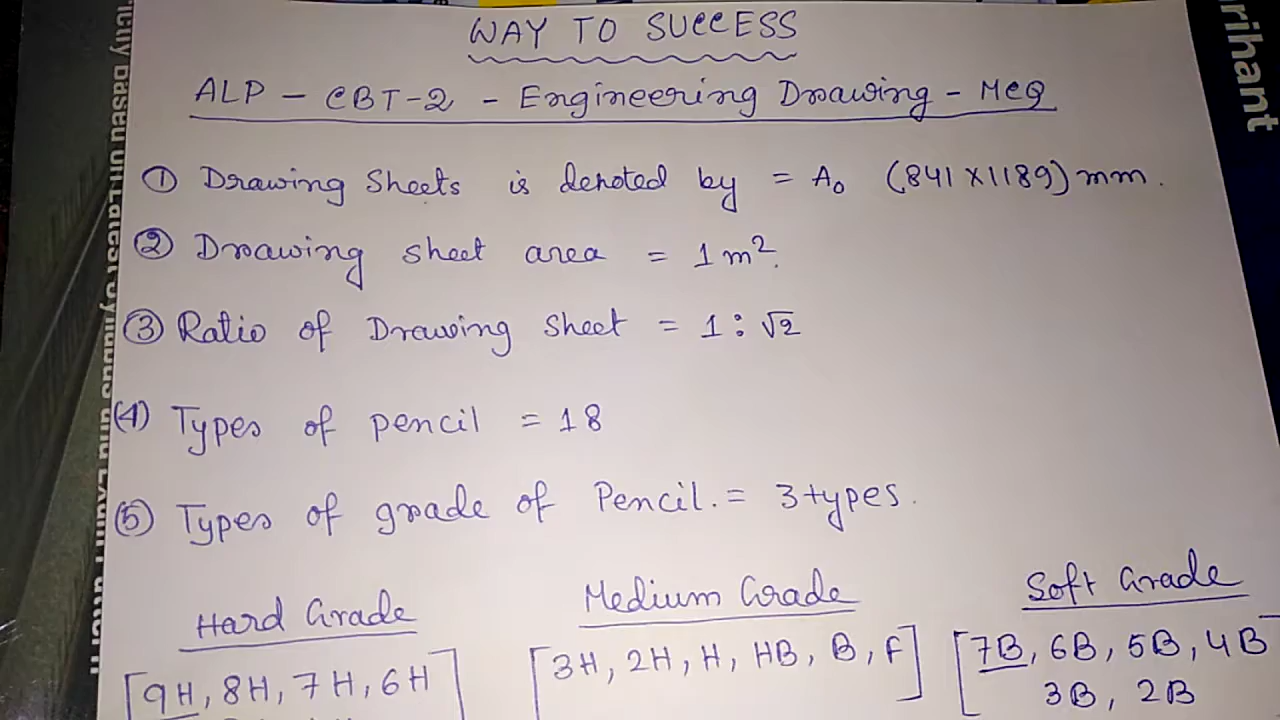 WAY TO SUCCESS
ALP - CBT-2 - Engineering Drawing - MCQ
① Drawing Sheets is denoted by = A₀ (841 x 1189) mm.
② Drawing sheet area = 1 m².
③ Ratio of Drawing Sheet = 1 : √2
(4) Types of pencil = 18
⑤ Types of grade of Pencil. = 3 types.
Hard Grade Medium Grade Soft Grade
[9H, 8H, 7H, 6H] [3H, 2H, H, HB, B, F] [7B, 6B, 5B, 4B
3B, 2B
rihant